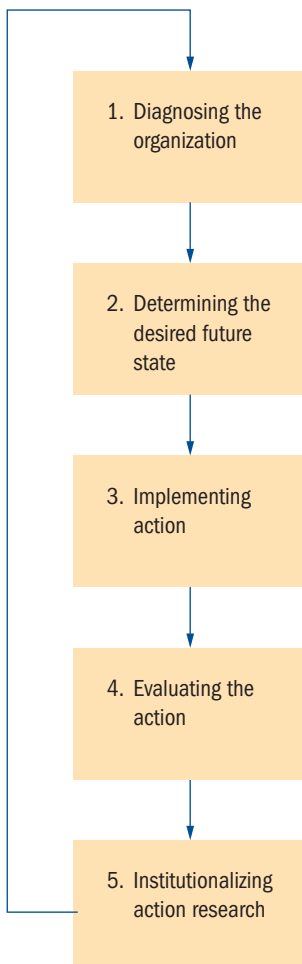 1. Diagnosing the
organization
2. Determining the
desired future
state
3. Implementing
action
4. Evaluating the
action
5. Institutionalizing
action research